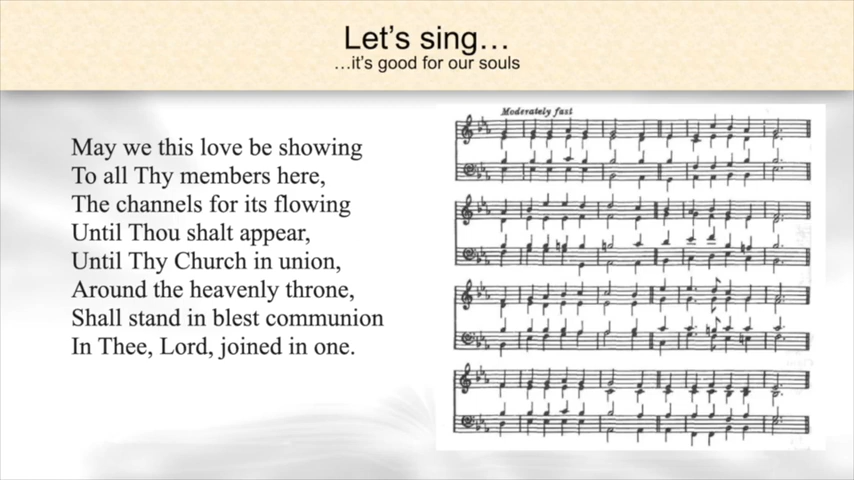 Let’s sing…
…it’s good for our souls
Moderately fast
May we this love be showing
To all Thy members here,
The channels for its flowing
Until Thou shalt appear,
Until Thy Church in union,
Around the heavenly throne,
Shall stand in blest communion
In Thee, Lord, joined in one.